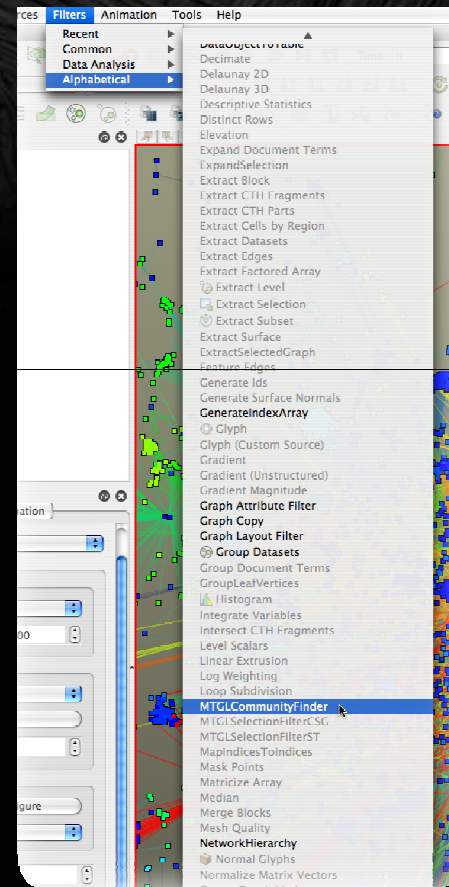 rces Filters Animation Tools Help
Recent
Common
Data Analysis
Alphabetical
DataObjectToTable
Decimate
Delaunay 2D
Delaunay 3D
Descriptive Statistics
Distinct Rows
Elevation
Expand Document Terms
ExpandSelection
Extract Block
Extract CTH Fragments
Extract CTH Parts
Extract Cells by Region
Extract Datasets
Extract Edges
Extract Factored Array
Extract Level
Extract Selection
Extract Subset
Extract Surface
ExtractSelectedGraph
Feature Edges
Generate Ids
Generate Surface Normals
GenerateIndexArray
Glyph
Glyph (Custom Source)
Gradient
Gradient (Unstructured)
Gradient Magnitude
Graph Attribute Filter
Graph Copy
Graph Layout Filter
Group Datasets
Group Document Terms
GroupLeafVertices
Histogram
Integrate Variables
Intersect CTH Fragments
Level Scalars
Linear Extrusion
Log Weighting
Loop Subdivision
MTGLCommunityFinder
MTGLSelectionFilterCSG
MTGLSelectionFilterST
MapIndicesToIndices
Mask Points
Matricize Array
Median
Merge Blocks
Mesh Quality
NetworkHierarchy
Normal Glyphs
Normalize Matrix Vectors
nation
00
igure